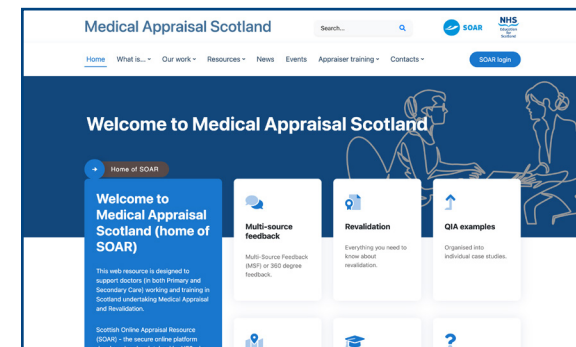 Medical Appraisal Scotland
Search...
SOAR
NHS
Education
for
Scotland
Home What is... Our work Resources News Events Appraiser training Contacts
SOAR login
Welcome to Medical Appraisal Scotland
Home of SOAR
Welcome to
Medical Appraisal
Scotland (home of
SOAR)
This web resource is designed to
support doctors (in both Primary and
Secondary Care) working and training in
Scotland undertaking Medical Appraisal
and Revalidation.
Scottish Online Appraisal Resource
(SOAR) - the secure online platform
Multi-source
feedback
Multi-Source Feedback
(MSF) or 360 degree
feedback.
Revalidation
Everything you need to
know about
revalidation.
QIA examples
Organised into
individual case studies.